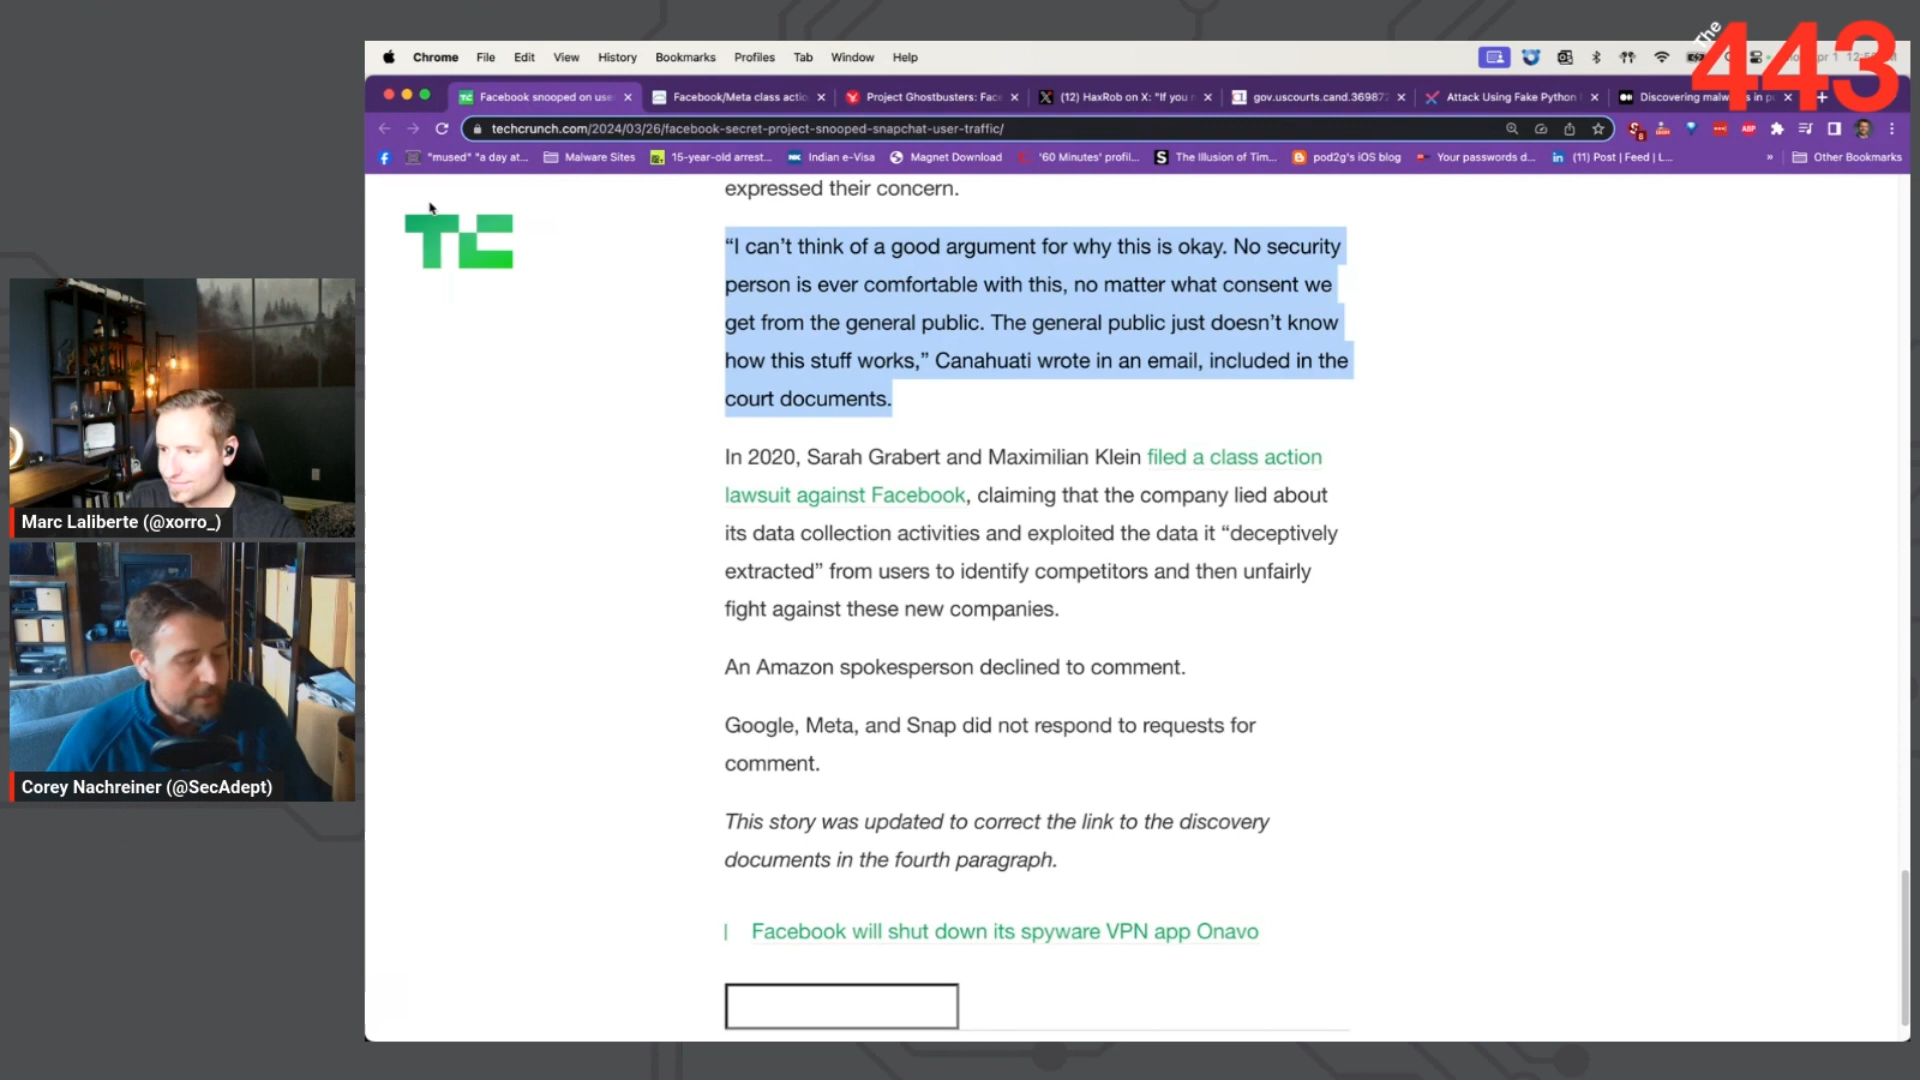 The
443
Chrome File Edit View History Bookmarks Profiles Tab Window Help
Facebook snooped on use
Facebook/Meta class actio
Project Ghostbusters: Face
(12) HaxRob on X: "If you
gov.uscourts.cand.36987
Attack Using Fake Python
Discovering malw
techcrunch.com/2024/03/26/facebook-secret-project-snooped-snapchat-user-traffic/
"mused" "a day at...
Malware Sites
15-year-old arrest...
Indian e-Visa
Magnet Download
'60 Minutes' profil...
The Illusion of Tim...
pod2g's iOS blog
Your passwords d...
(11) Post | Feed | L...
»
Other Bookmarks
TC
expressed their concern.
“I can’t think of a good argument for why this is okay. No security
person is ever comfortable with this, no matter what consent we
get from the general public. The general public just doesn’t know
how this stuff works,” Canahuati wrote in an email, included in the
court documents.
In 2020, Sarah Grabert and Maximilian Klein filed a class action
lawsuit against Facebook, claiming that the company lied about
its data collection activities and exploited the data it “deceptively
extracted” from users to identify competitors and then unfairly
fight against these new companies.
An Amazon spokesperson declined to comment.
Google, Meta, and Snap did not respond to requests for
comment.
This story was updated to correct the link to the discovery
documents in the fourth paragraph.
Facebook will shut down its spyware VPN app Onavo
Marc Laliberte (@xorro_)
Corey Nachreiner (@SecAdept)